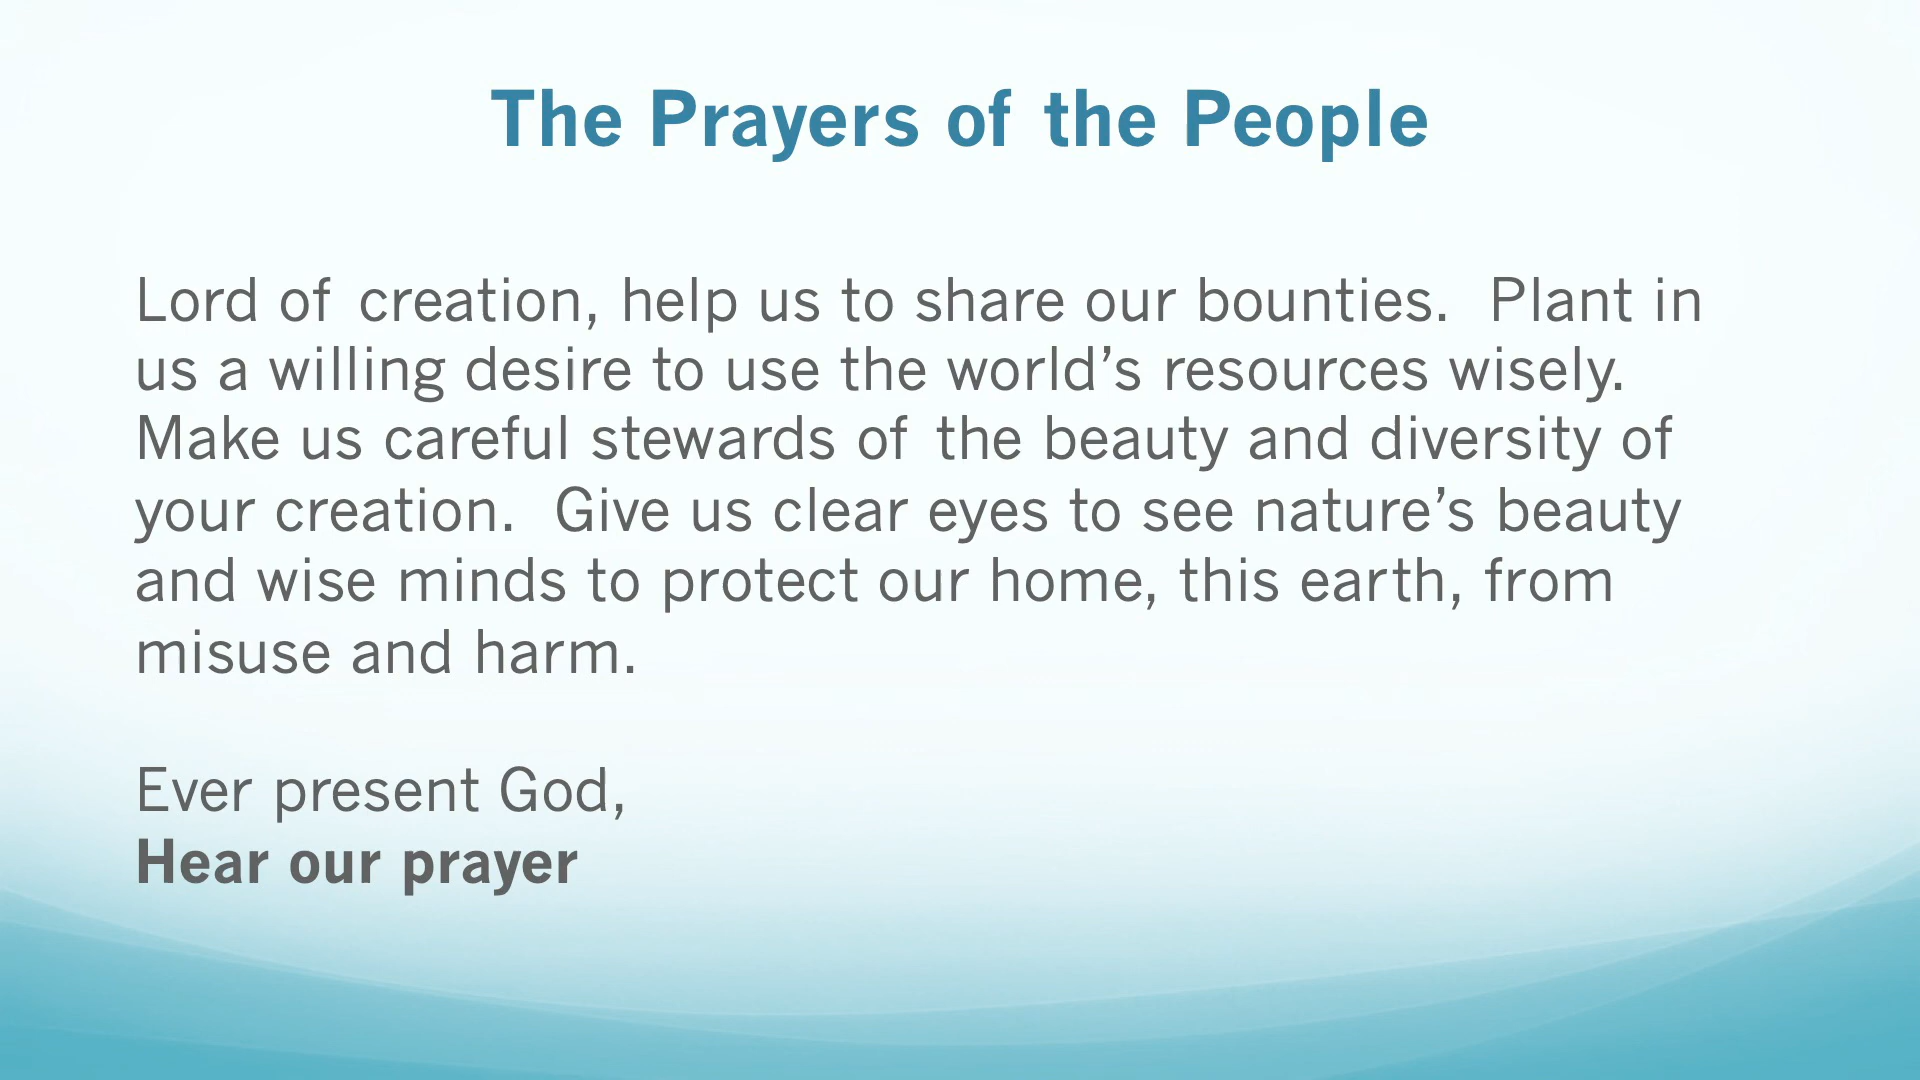 The Prayers of the People
Lord of creation, help us to share our bounties.  Plant in
us a willing desire to use the world’s resources wisely.
Make us careful stewards of the beauty and diversity of
your creation.  Give us clear eyes to see nature’s beauty
and wise minds to protect our home, this earth, from
misuse and harm.
Ever present God,
Hear our prayer